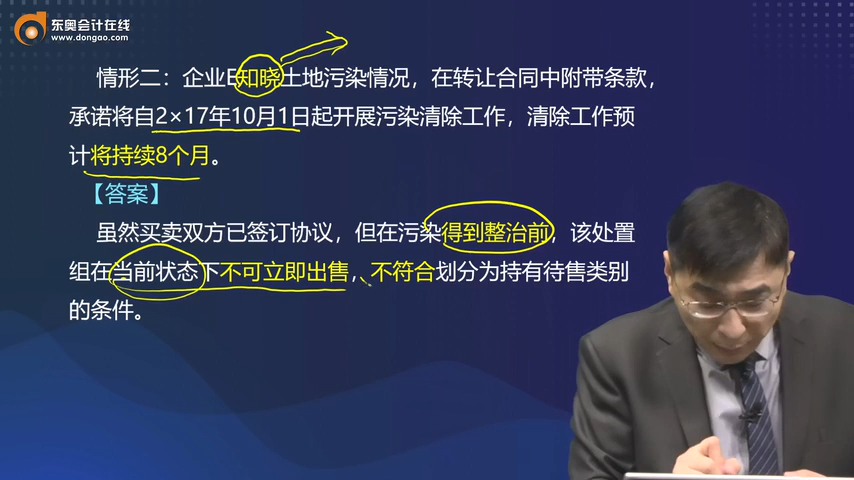 东奥会计在线
www.dongao.com
情形二：企业E知晓土地污染情况，在转让合同中附带条款，
承诺将自2×17年10月1日起开展污染清除工作，清除工作预
计将持续8个月。
【答案】
虽然买卖双方已签订协议，但在污染得到整治前，该处置
组在当前状态下不可立即出售，不符合划分为持有待售类别
的条件。